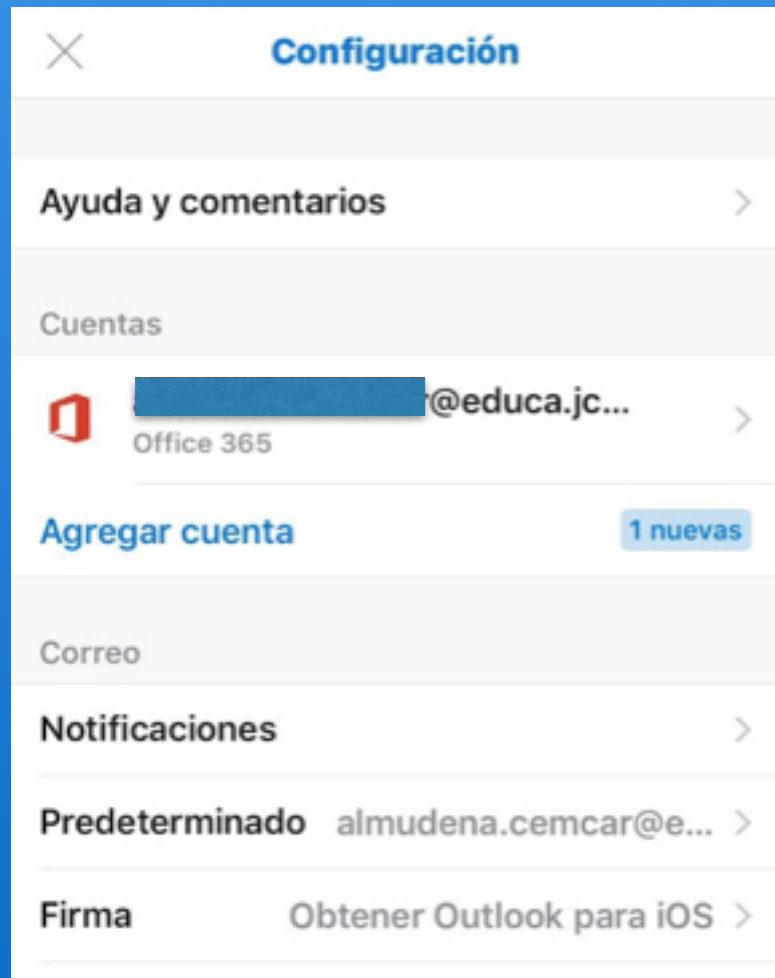 Configuración
Ayuda y comentarios
Cuentas
@educa.jc...
Office 365
Agregar cuenta
1 nuevas
Correo
Notificaciones
Predeterminado almudena.cemcar@e...
Firma Obtener Outlook para iOS